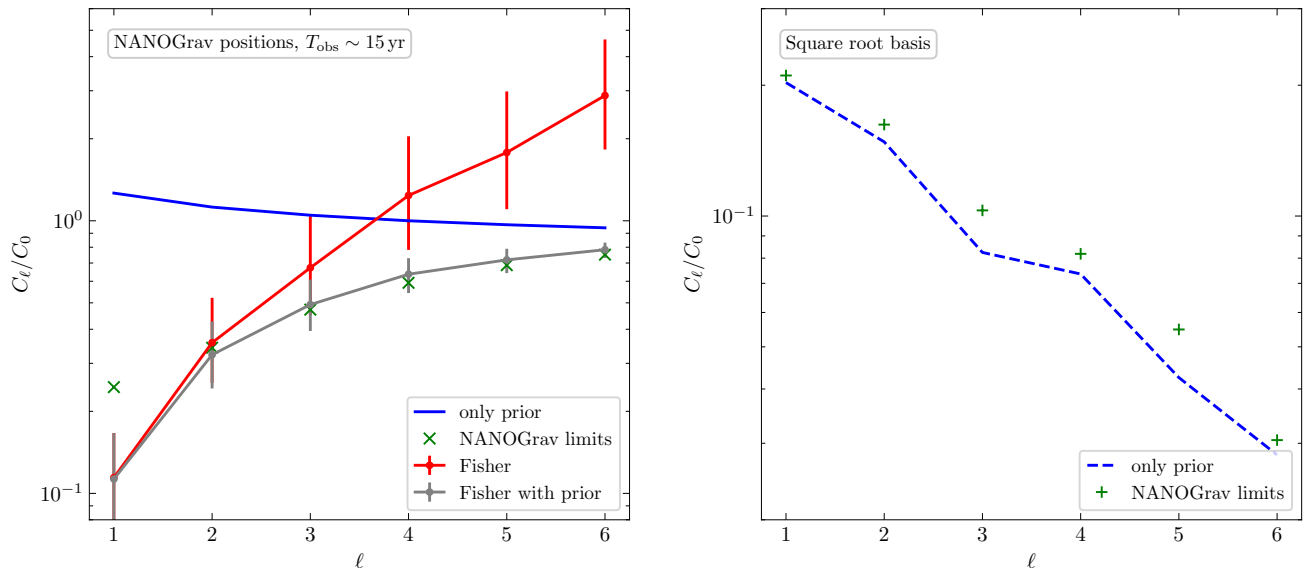 NANOGrav positions, T_obs ∼ 15 yr
C_ℓ/C_0
10^0
10^−1
1 2 3 4 5 6
ℓ
only prior
NANOGrav limits
Fisher
Fisher with prior
Square root basis
C_ℓ/C_0
10^−1
1 2 3 4 5 6
ℓ
only prior
NANOGrav limits